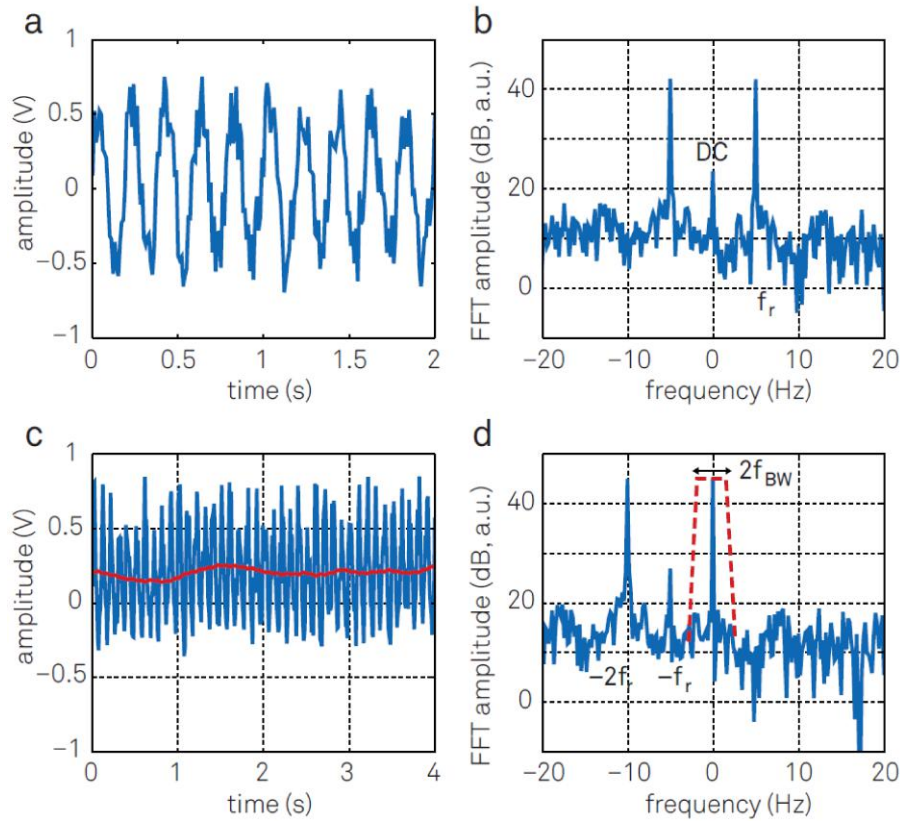 a
1
0.5
0
−0.5
−1
amplitude (V)
0 0.5 1 1.5 2
time (s)
b
40
20
0
FFT amplitude (dB, a.u.)
DC
f_r
−20 −10 0 10 20
frequency (Hz)
c
1
0.5
0
−0.5
−1
amplitude (V)
0 1 2 3 4
time (s)
d
2f_BW
40
20
0
FFT amplitude (dB, a.u.)
−2f
−f_r
−20 −10 0 10 20
frequency (Hz)